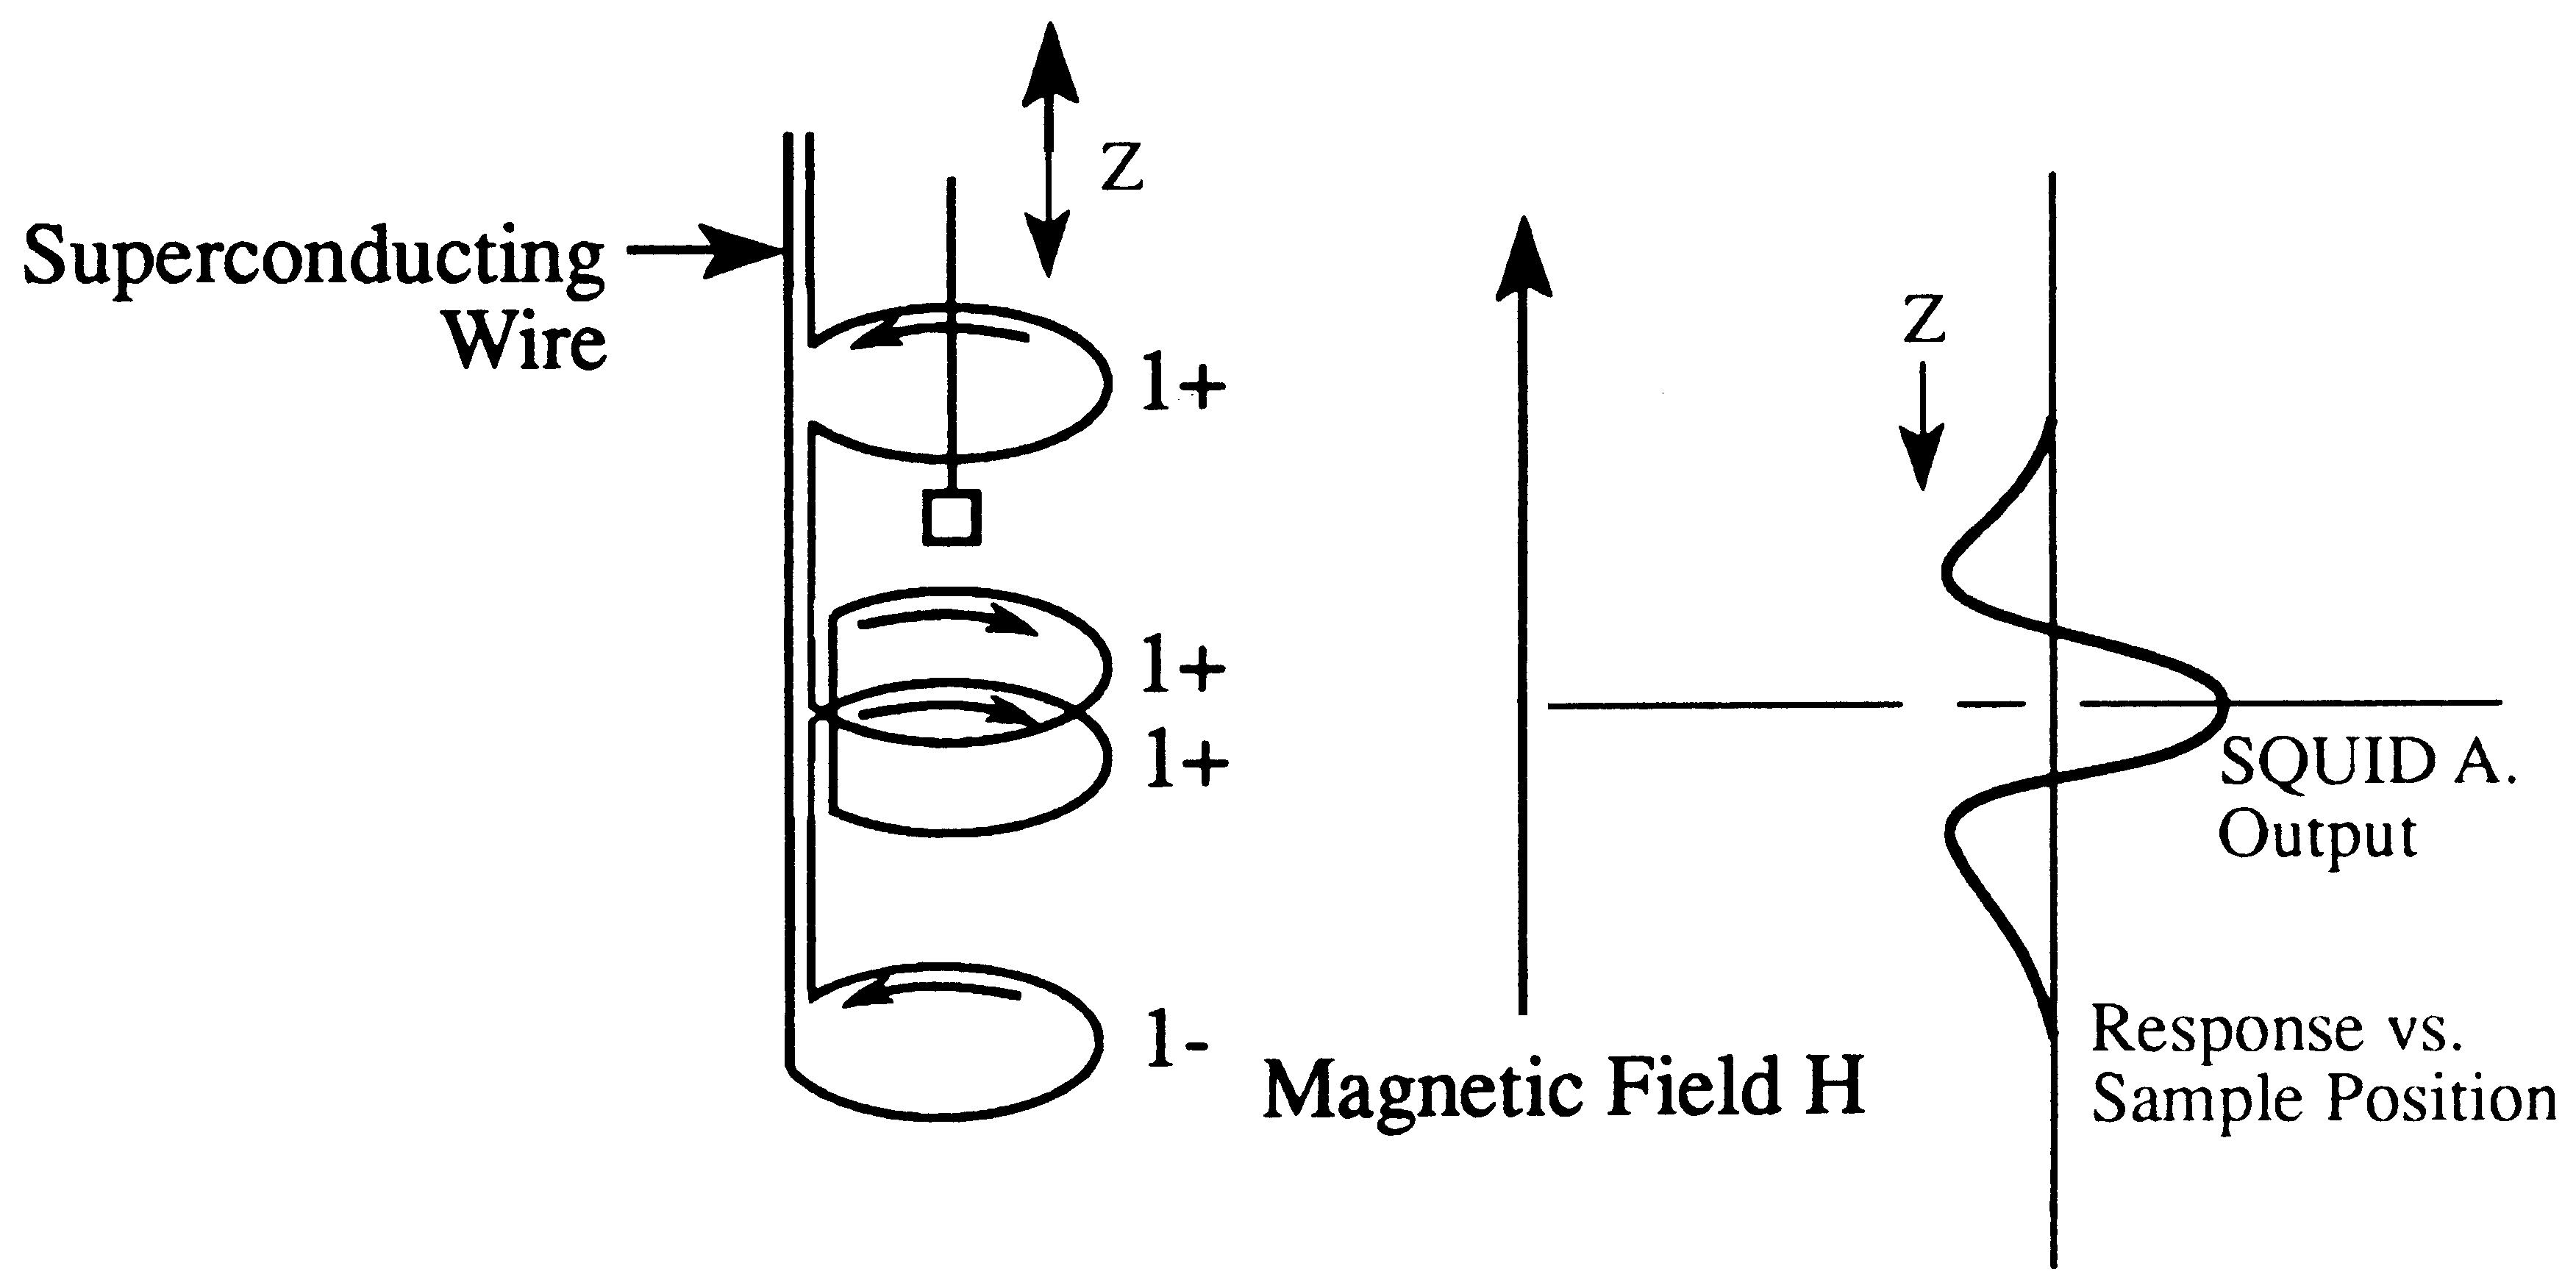 Z
Superconducting
Wire
1+
1+
1+
1-
Magnetic Field H
Z
SQUID A.
Output
Response vs.
Sample Position